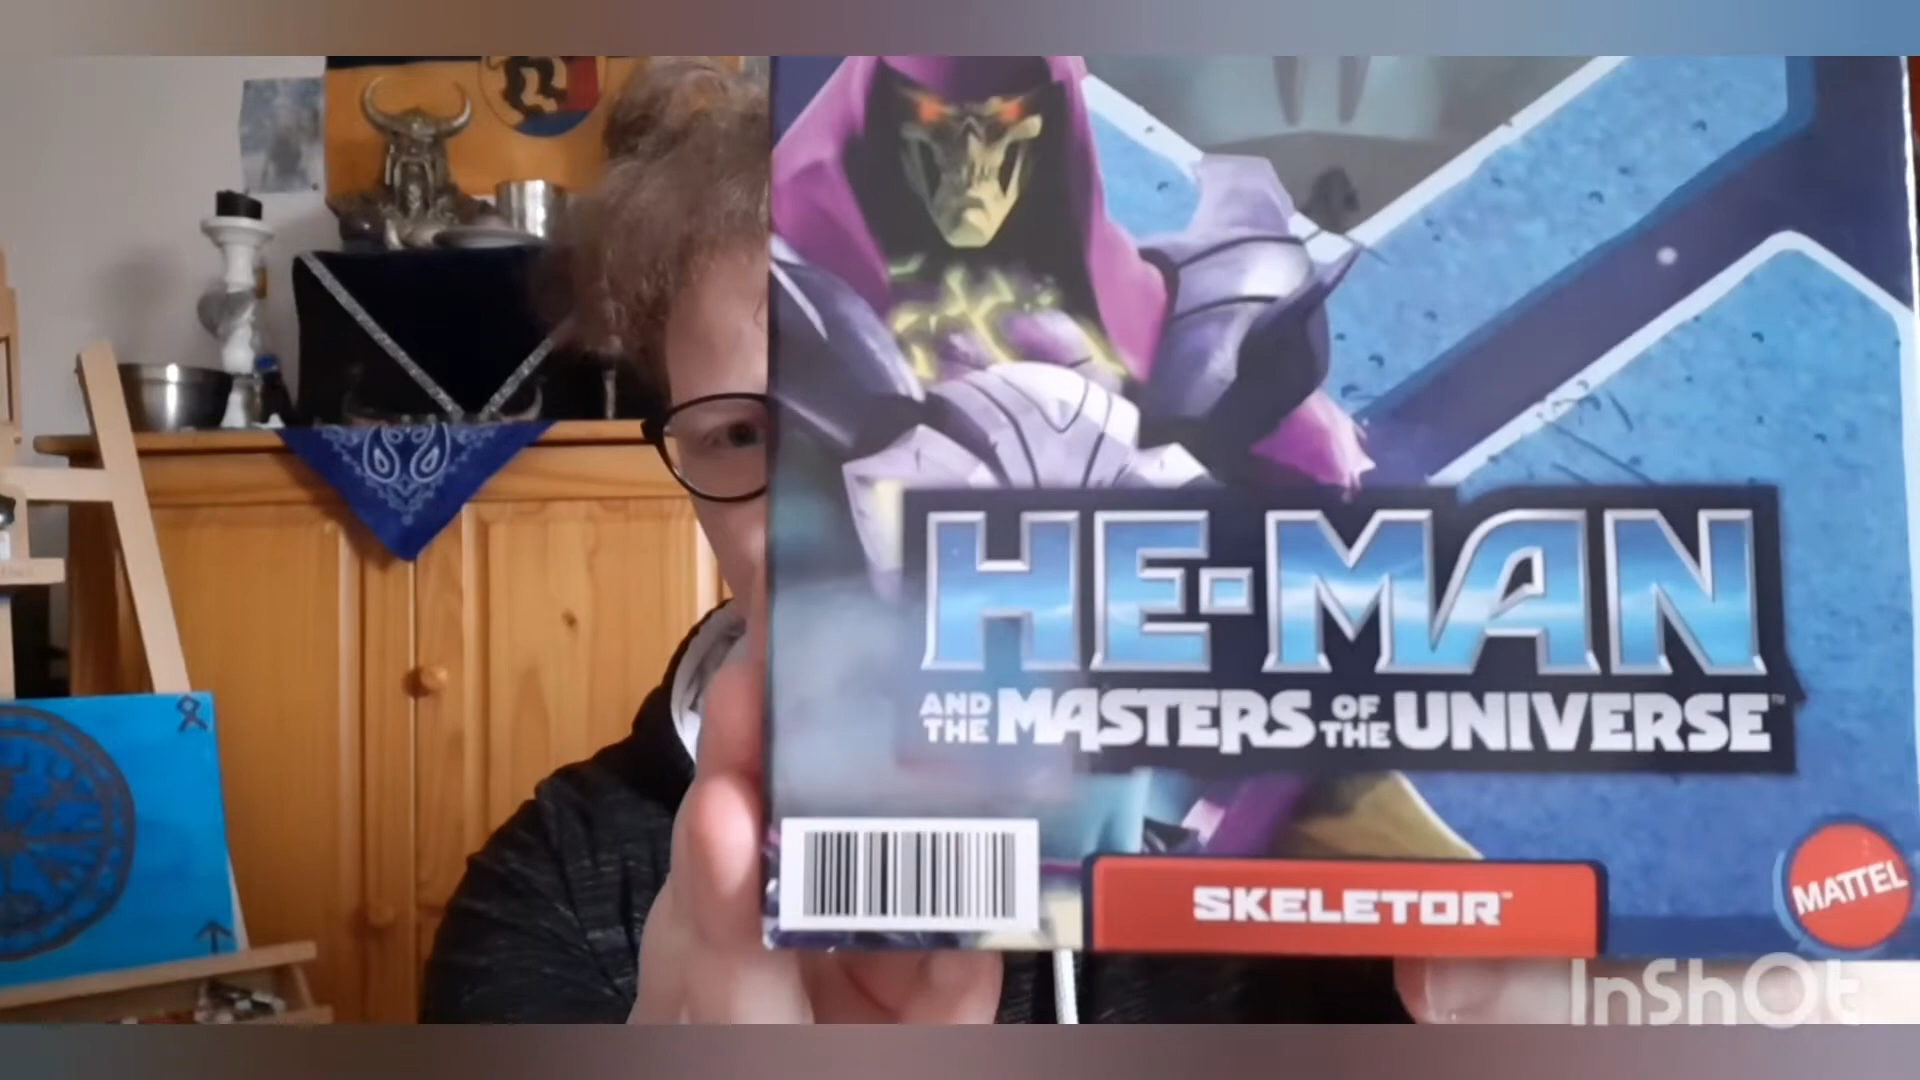 HE-MAN
AND THE MASTERS OF THE UNIVERSE™
SKELETOR™
MATTEL
InShOt